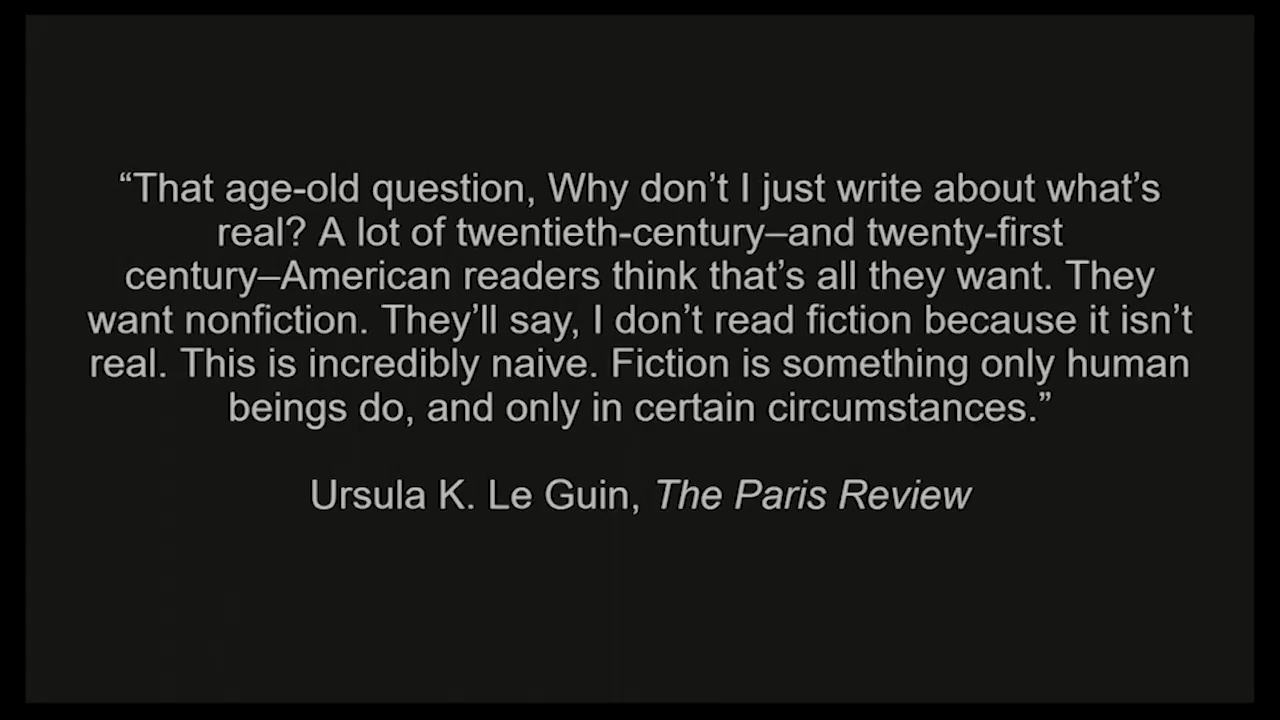 “That age-old question, Why don’t I just write about what’s
real? A lot of twentieth-century–and twenty-first
century–American readers think that’s all they want. They
want nonfiction. They’ll say, I don’t read fiction because it isn’t
real. This is incredibly naive. Fiction is something only human
beings do, and only in certain circumstances.”
Ursula K. Le Guin, The Paris Review